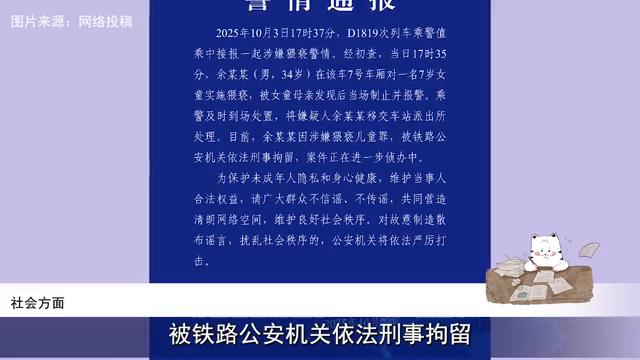 图片来源：网络投稿
警情通报
2025年10月3日17时37分，D1819次列车乘警值
乘中接报一起涉嫌猥亵警情。经初查，当日17时35
分，余某某（男，34岁）在该车7号车厢对一名7岁女
童实施猥亵，被女童母亲发现后当场制止并报警。乘
警及时到场处置，将嫌疑人余某某移交车站派出所
处理。目前，余某某因涉嫌猥亵儿童罪，被铁路公
安机关依法刑事拘留，案件正在进一步侦办中。
为保护未成年人隐私和身心健康，维护当事人
合法权益，请广大群众不信谣、不传谣，共同营造
清朗网络空间，维护良好社会秩序。对故意制造散
布谣言，扰乱社会秩序的，公安机关将依法严厉打
击。
社会方面
被铁路公安机关依法刑事拘留